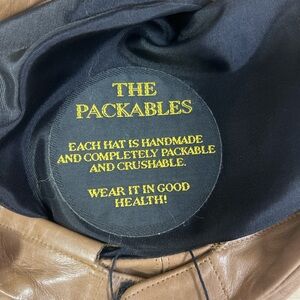 THE
PACKABLES
EACH HAT IS HANDMADE
AND COMPLETELY PACKABLE
AND CRUSHABLE.
WEAR IT IN GOOD
HEALTH!